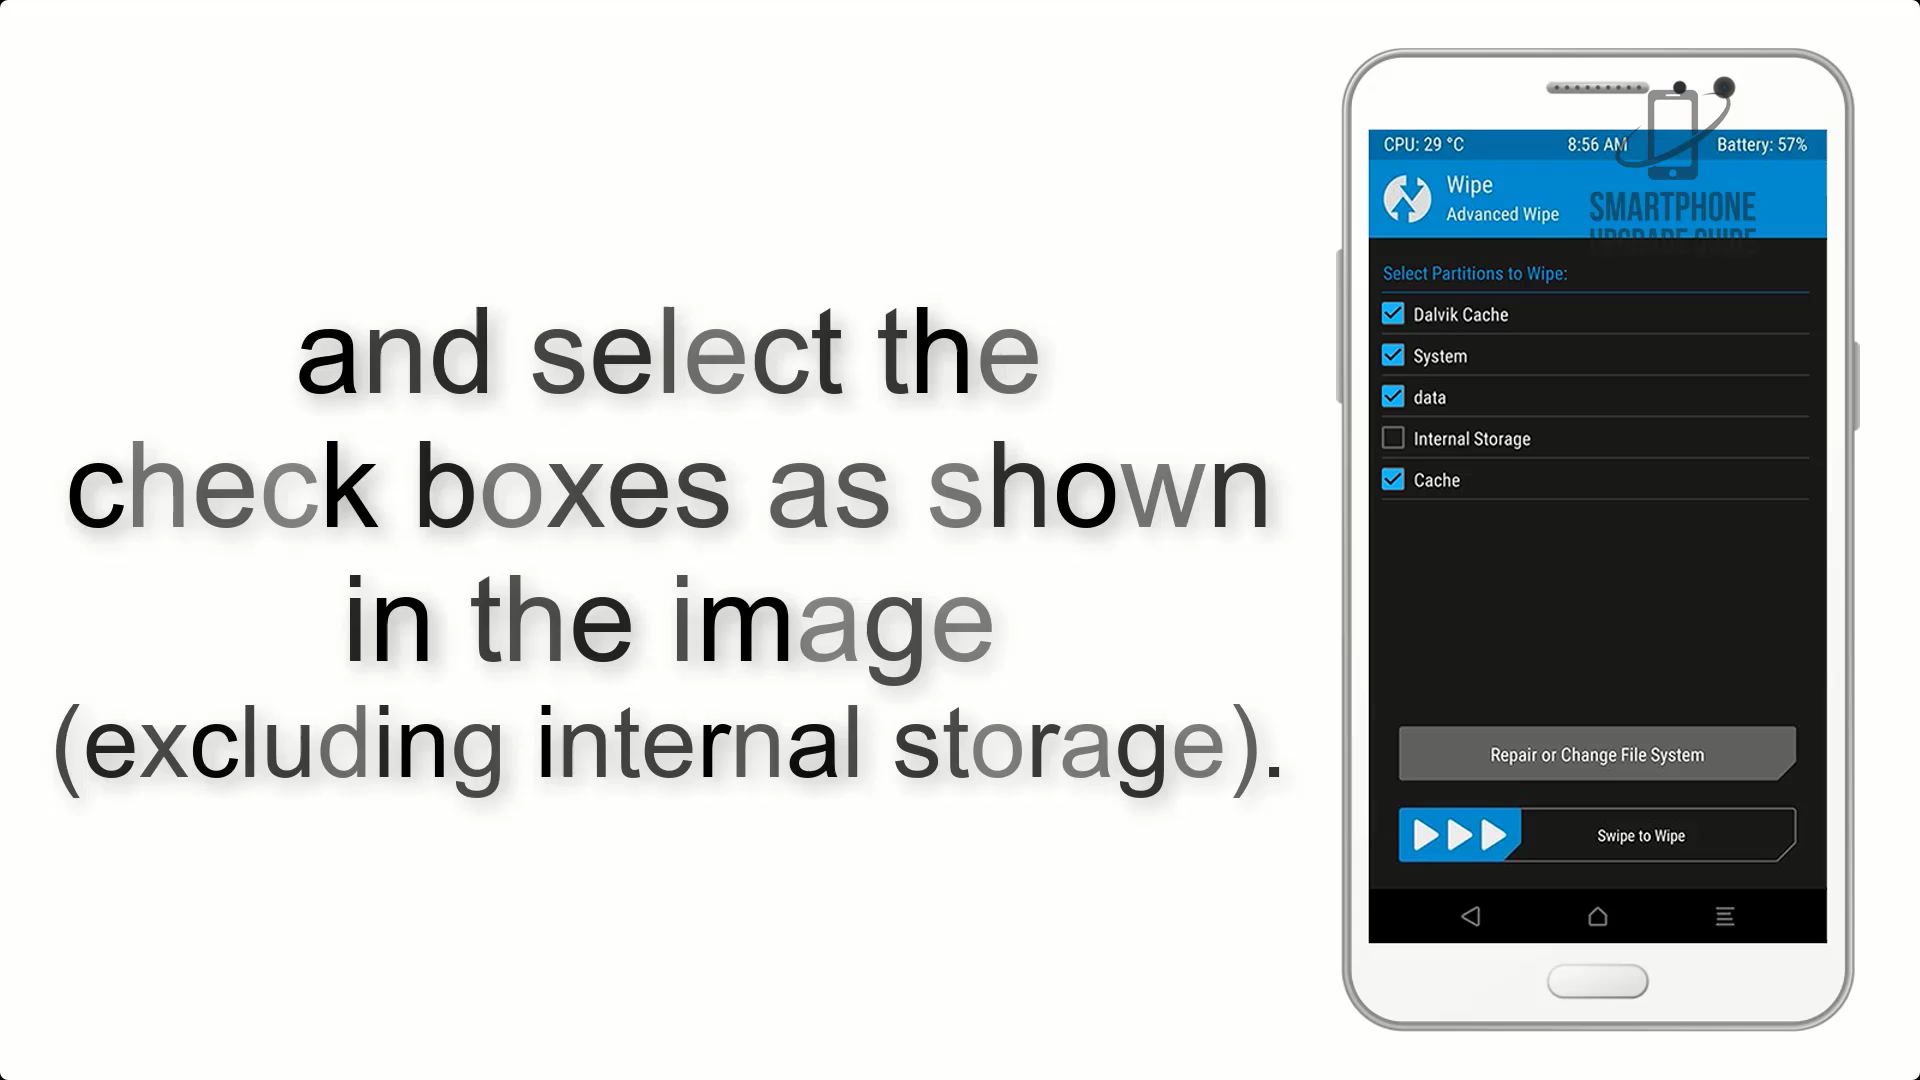 and select the
check boxes as shown
in the image
(excluding internal storage).
CPU: 29 °C 8:56 AM Battery: 57%
Wipe
Advanced Wipe
SMARTPHONE
UPGRADE GUIDE
Select Partitions to Wipe:
Dalvik Cache
System
data
Internal Storage
Cache
Repair or Change File System
Swipe to Wipe